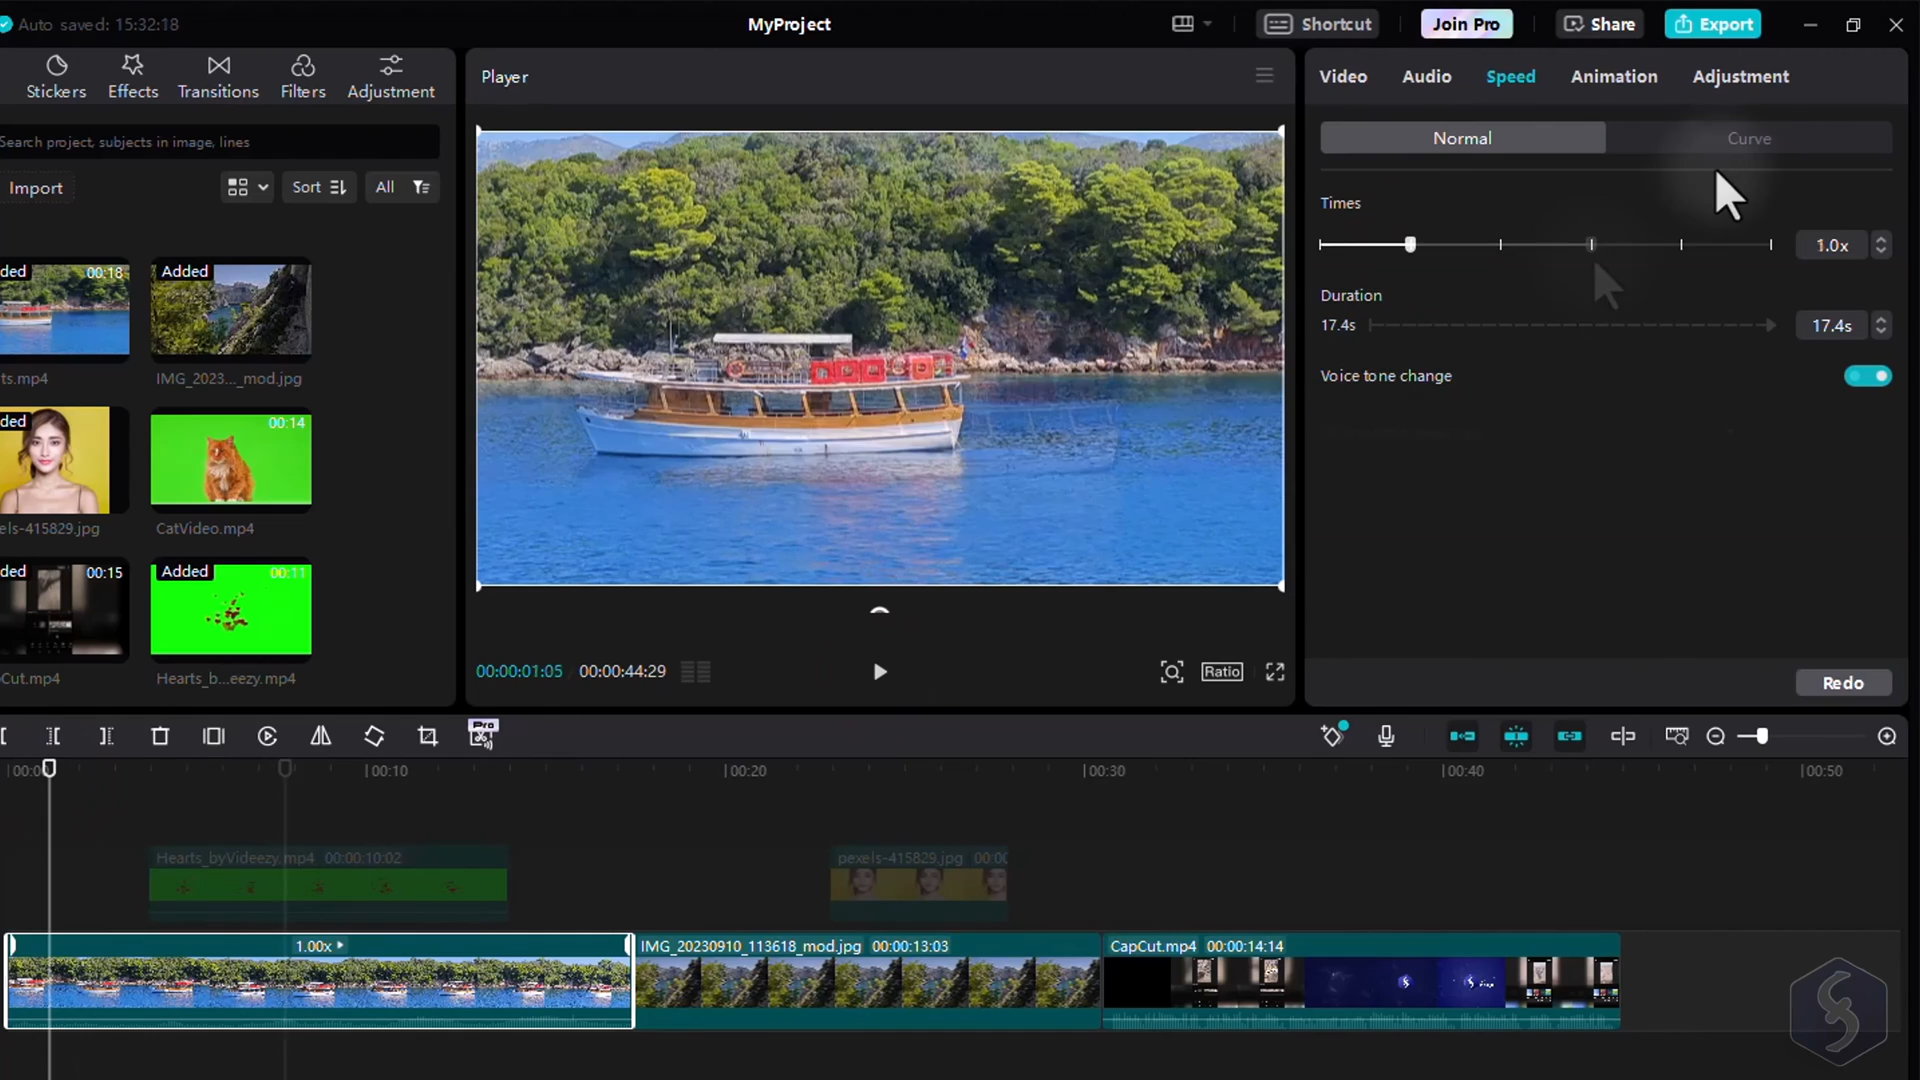 Auto saved: 15:32:18
MyProject
Shortcut
Join Pro
Share
Export
Stickers
Effects
Transitions
Filters
Adjustment
Search project, subjects in image, lines
Import
Sort
All
ded
00:18
Added
ts.mp4
IMG_2023..._mod.jpg
ded
00:14
els-415829.jpg
CatVideo.mp4
ded
00:15
Added
00:11
Cut.mp4
Hearts_b...eezy.mp4
Player
00:00:01:05
00:00:44:29
Ratio
Video
Audio
Speed
Animation
Adjustment
Normal
Curve
Times
1.0x
Duration
17.4s
17.4s
Voice tone change
Redo
Pro
00:00
00:10
00:20
00:30
00:40
00:50
Hearts_byVideezy.mp4 00:00:10:02
pexels-415829.jpg 00:00
1.00x
IMG_20230910_113618_mod.jpg 00:00:13:03
CapCut.mp4 00:00:14:14